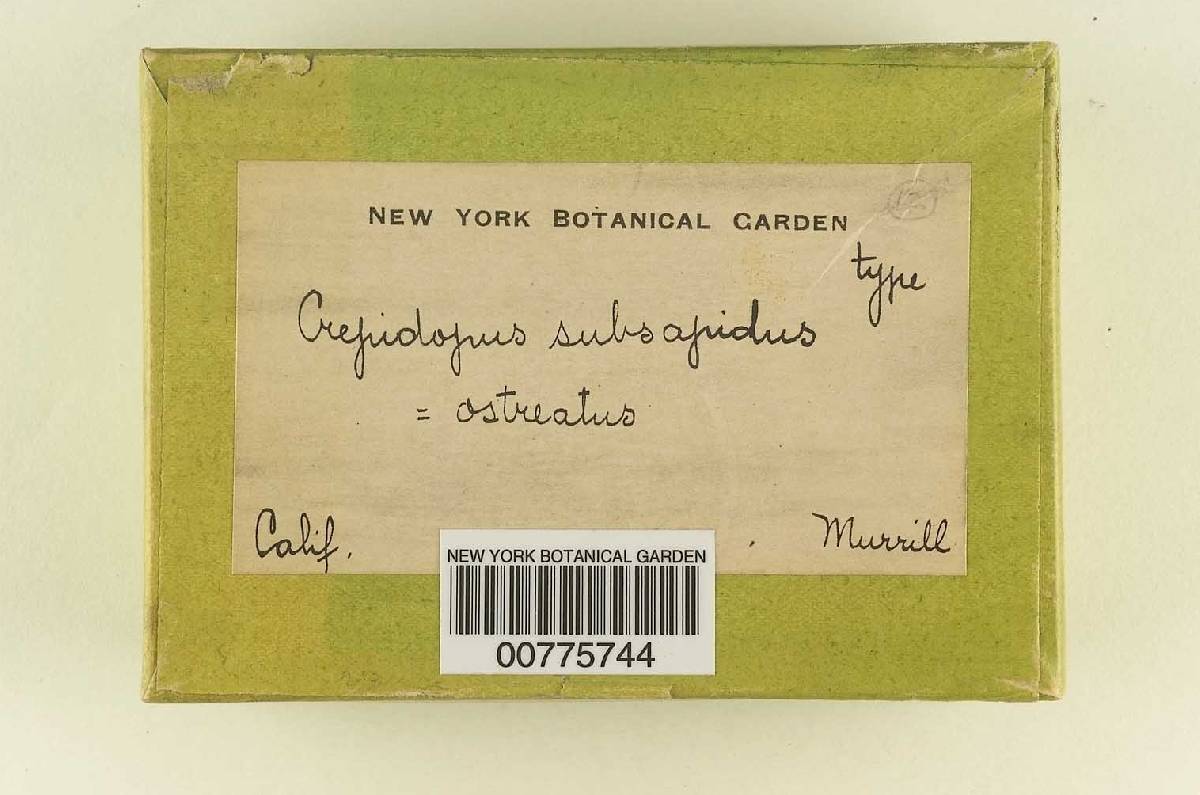 NEW YORK BOTANICAL GARDEN
type
Crepidopus subsapidus
= ostreatus
Calif.
Murrill
NEW YORK BOTANICAL GARDEN
00775744